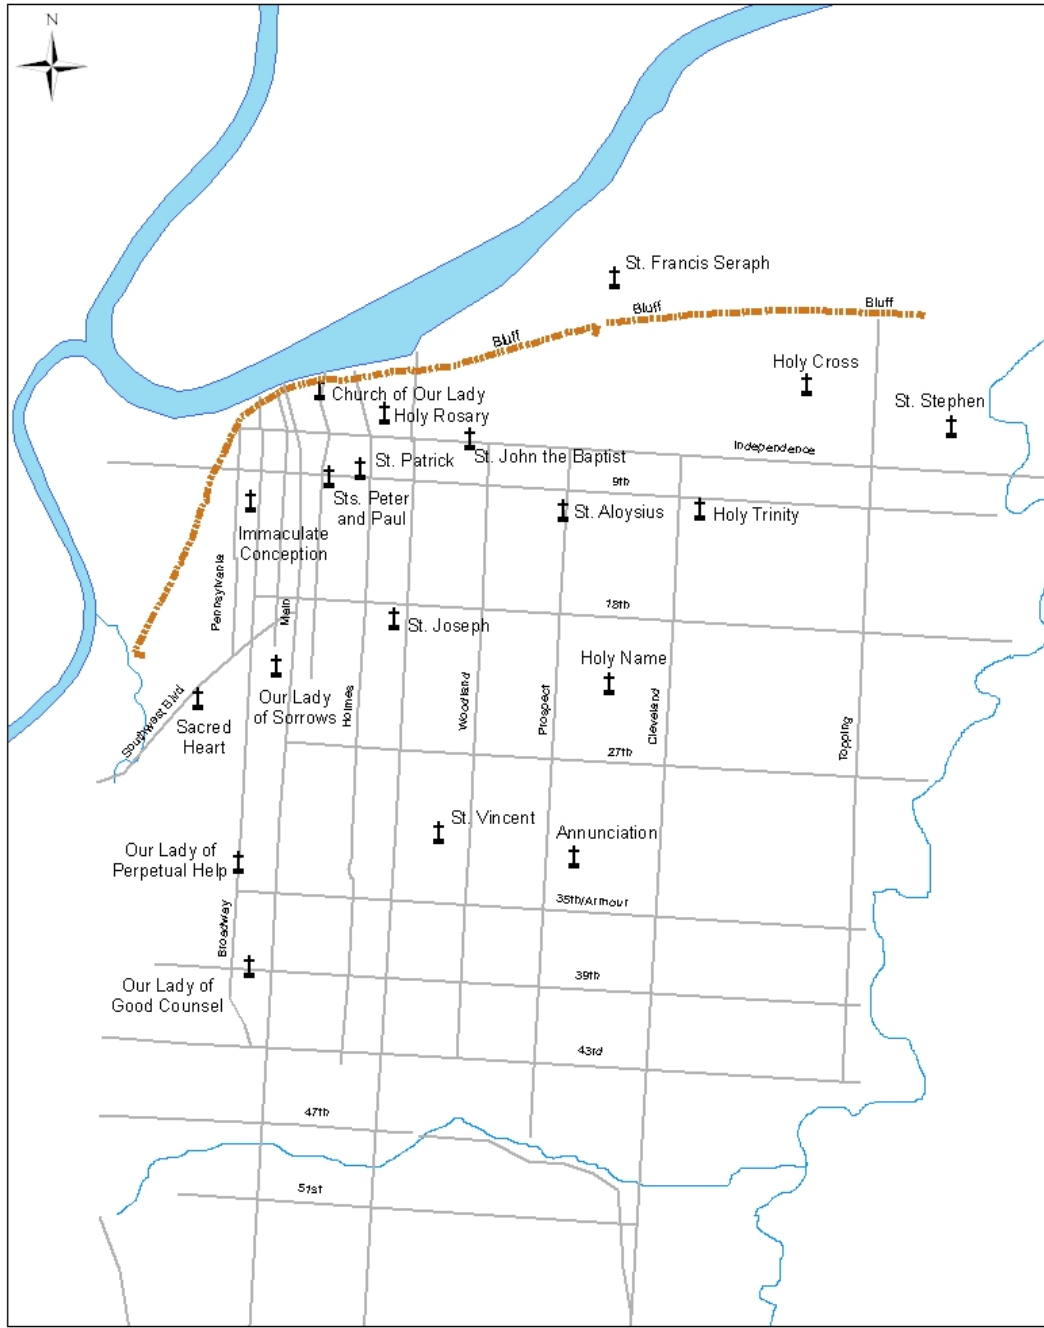 N
St. Francis Seraph
Bluff
Bluff
Bluff
Holy Cross
Church of Our Lady
St. Stephen
Holy Rosary
Independence
St. John the Baptist
St. Patrick
9th
Sts. Peter
and Paul
St. Aloysius
Holy Trinity
Immaculate
Conception
Pennsylvania
Main
18th
St. Joseph
Holy Name
Our Lady
of Sorrows
Southwest Blvd
Sacred
Heart
Holmes
Woodland
Prospect
Cleveland
Topping
27th
St. Vincent
Annunciation
Our Lady of
Perpetual Help
35th/Armour
Broadway
39th
Our Lady of
Good Counsel
43rd
47th
51st